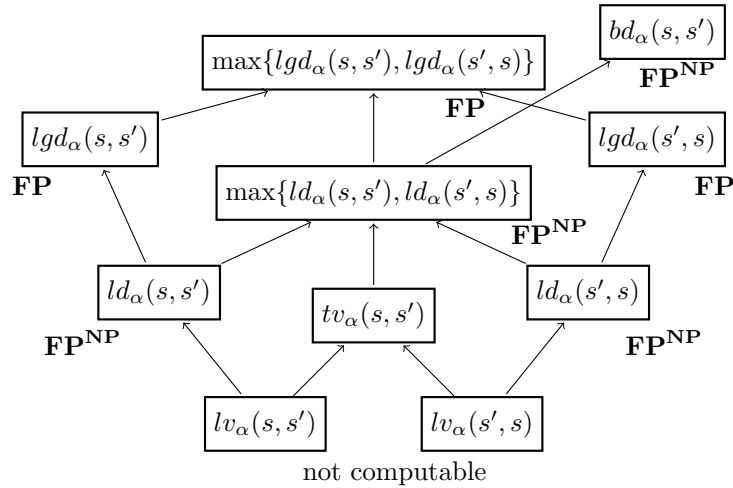 bd_α(s, s′)
max{lgd_α(s, s′), lgd_α(s′, s)}
FP^NP
FP
lgd_α(s, s′)
lgd_α(s′, s)
FP
FP
max{ld_α(s, s′), ld_α(s′, s)}
FP^NP
ld_α(s, s′)
ld_α(s′, s)
tv_α(s, s′)
FP^NP
FP^NP
lv_α(s, s′)
lv_α(s′, s)
not computable